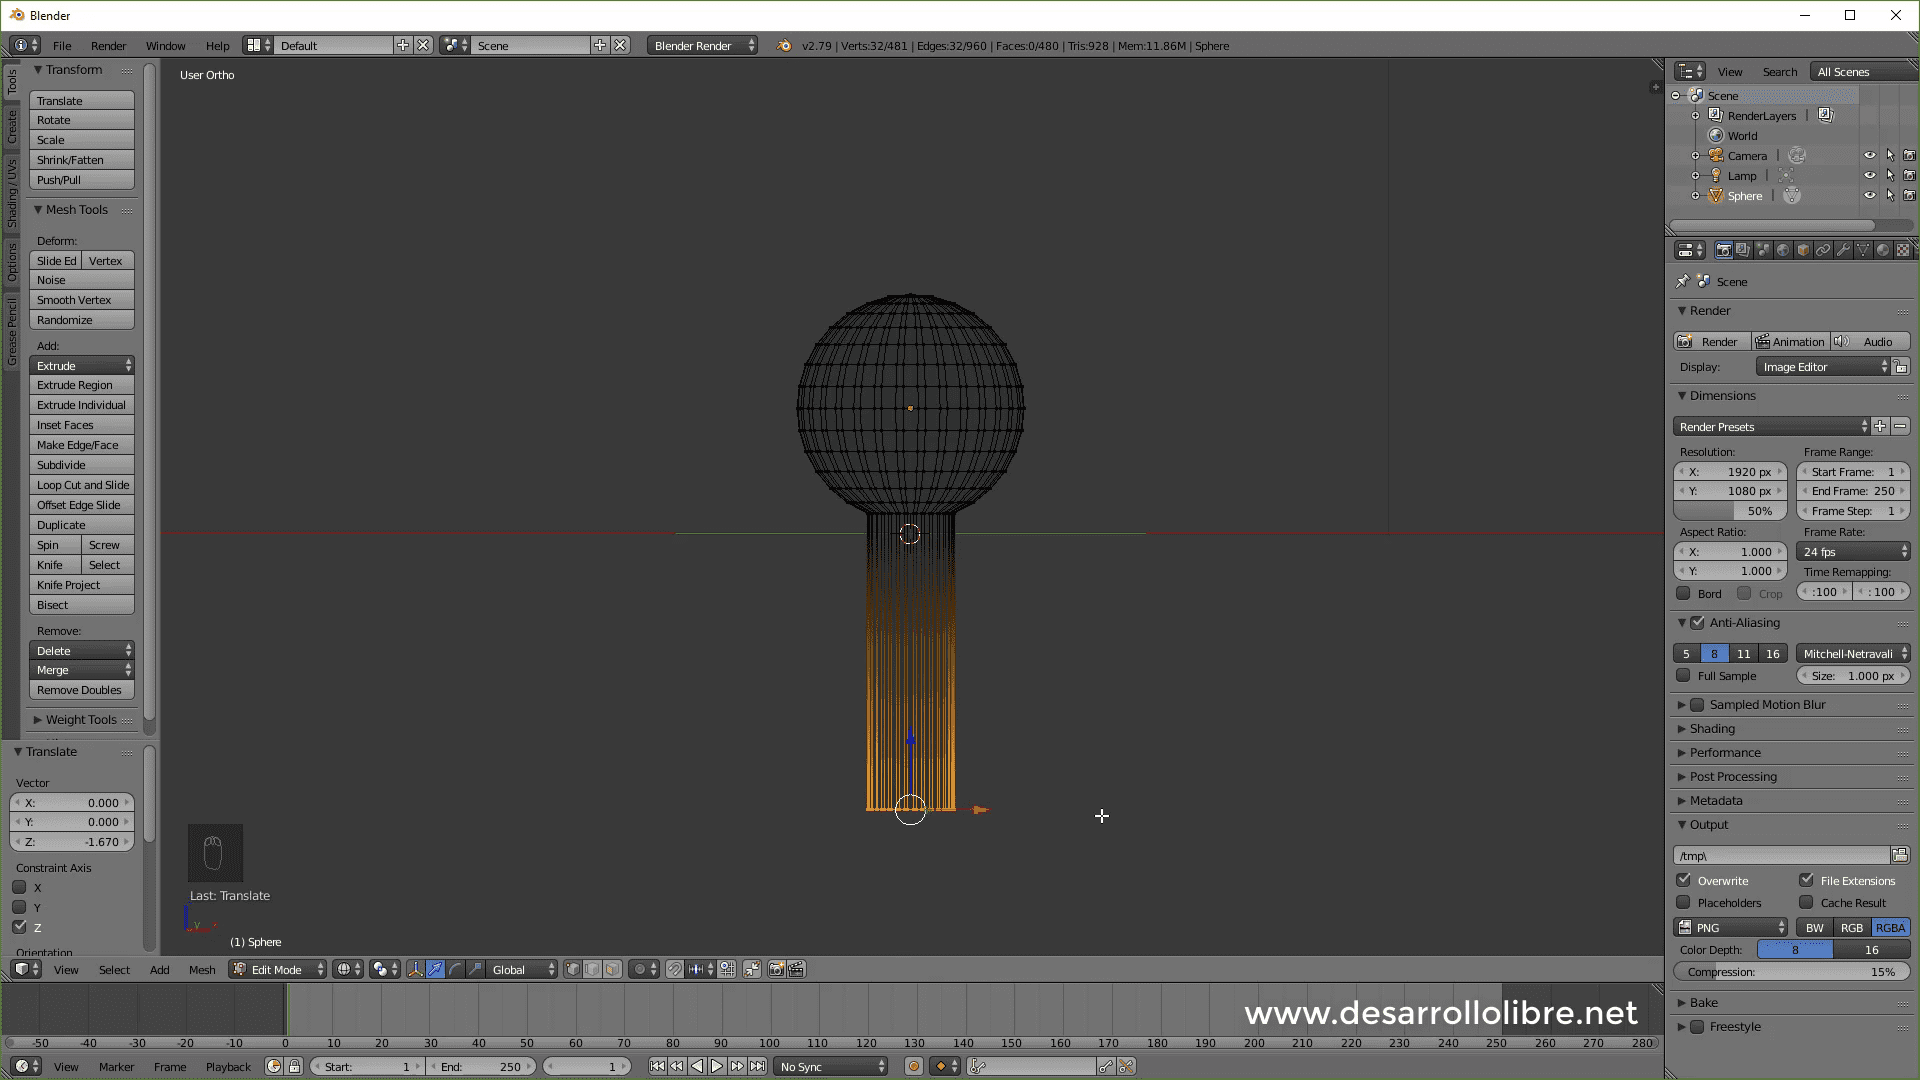 Blender
File Render Window Help Default Scene Blender Render v2.79 | Verts:32/481 | Edges:32/960 | Faces:0/480 | Tris:928 | Mem:11.86M | Sphere
Tools
Create
Shading / UVs
Options
Grease Pencil
Transform
Translate
Rotate
Scale
Shrink/Fatten
Push/Pull
Mesh Tools
Deform:
Slide Ed Vertex
Noise
Smooth Vertex
Randomize
Add:
Extrude
Extrude Region
Extrude Individual
Inset Faces
Make Edge/Face
Subdivide
Loop Cut and Slide
Offset Edge Slide
Duplicate
Spin Screw
Knife Select
Knife Project
Bisect
Remove:
Delete
Merge
Remove Doubles
Weight Tools
Translate
Vector
X: 0.000
Y: 0.000
Z: -1.670
Constraint Axis
X
Y
Z
Orientation
User Ortho
Last: Translate
(1) Sphere
View Select Add Mesh Edit Mode Global
View Search All Scenes
Scene
RenderLayers
World
Camera
Lamp
Sphere
Scene
Render
Render Animation Audio
Display: Image Editor
Dimensions
Render Presets
Resolution: Frame Range:
X: 1920 px Start Frame: 1
Y: 1080 px End Frame: 250
50% Frame Step: 1
Aspect Ratio: Frame Rate:
X: 1.000 24 fps
Y: 1.000 Time Remapping:
Bord Crop :100 : 100
Anti-Aliasing
5 8 11 16 Mitchell-Netravali
Full Sample Size: 1.000 px
Sampled Motion Blur
Shading
Performance
Post Processing
Metadata
Output
/tmp\
Overwrite File Extensions
Placeholders Cache Result
PNG BW RGB RGBA
Color Depth: 8 16
Compression: 15%
Bake
Freestyle
www.desarrollolibre.net
-50 -40 -30 -20 -10 0 10 20 30 40 50 60 70 80 90 100 110 120 130 140 150 160 170 180 190 200 210 220 230 240 250 260 270 280
View Marker Frame Playback Start: 1 End: 250 1 No Sync